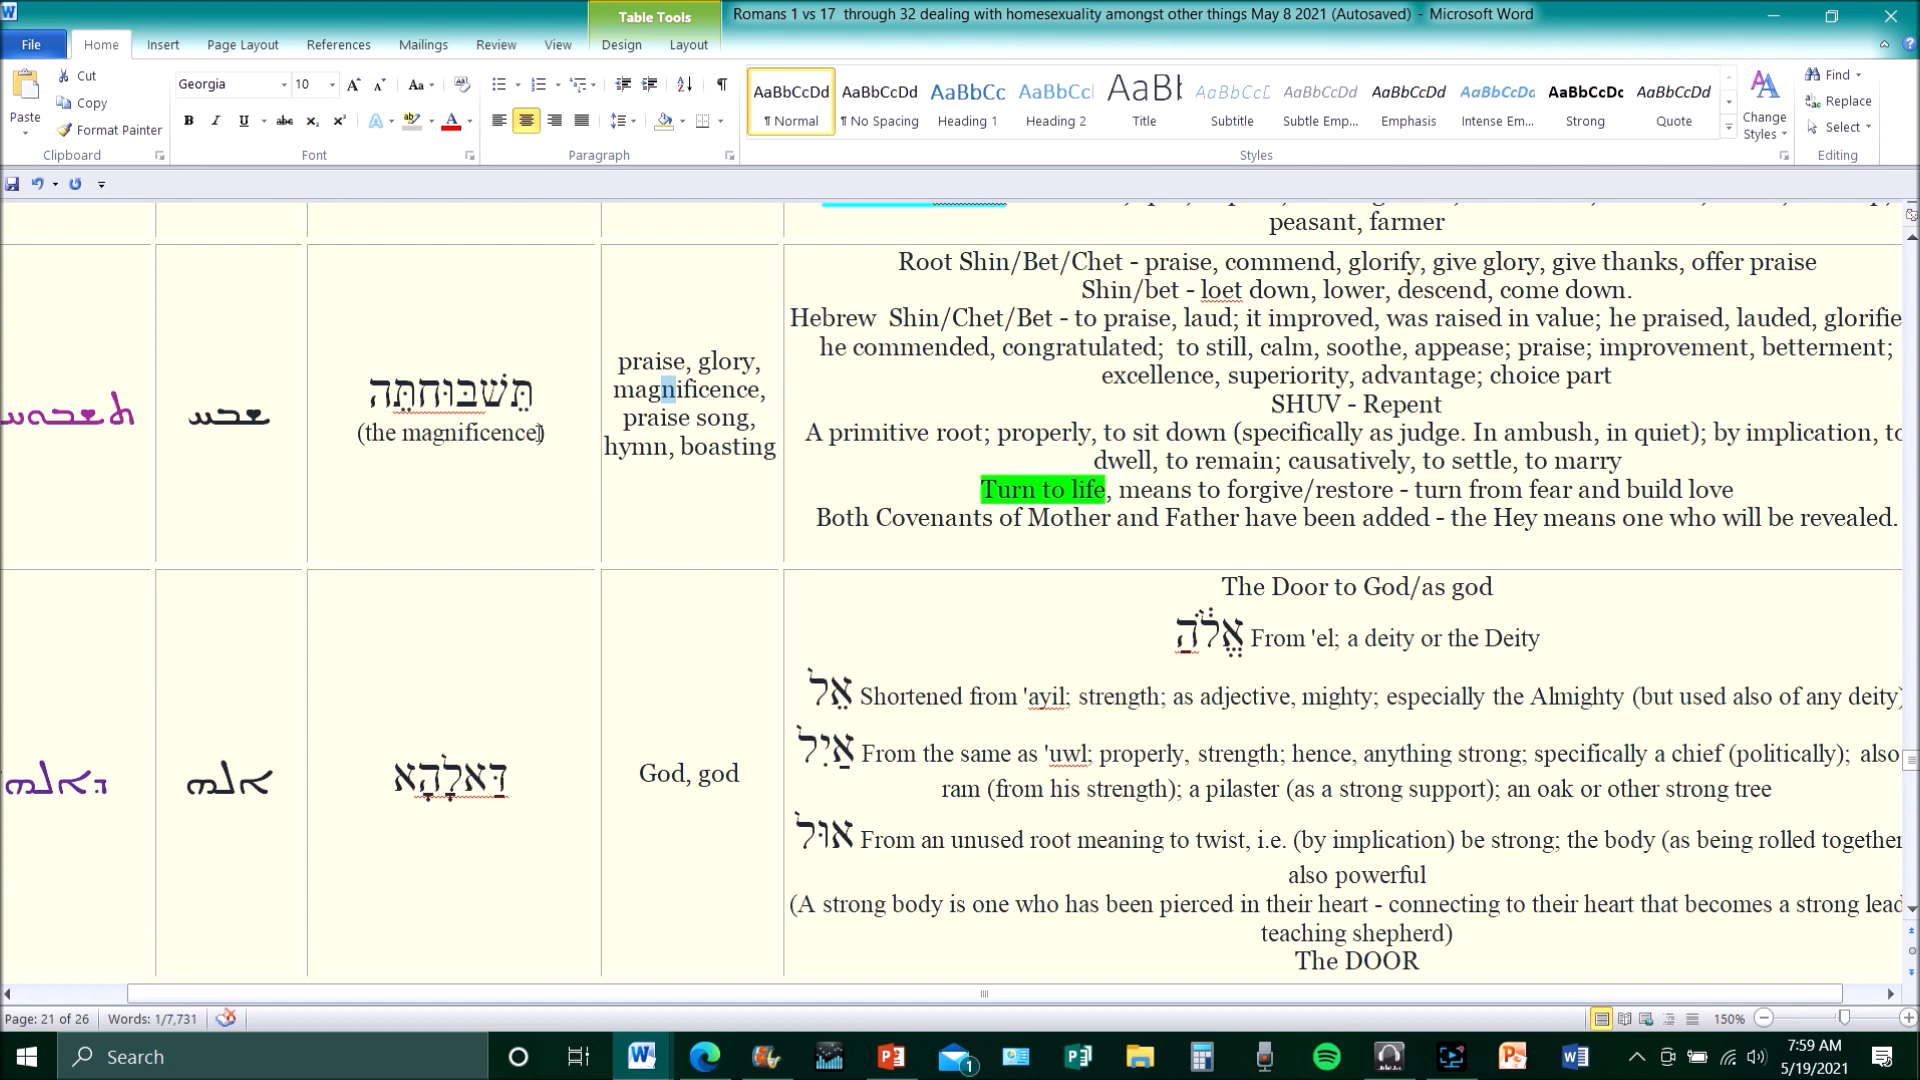 Table Tools
Romans 1 vs 17 through 32 dealing with homesexuality amongst other things May 8 2021 (Autosaved) - Microsoft Word
File Home Insert Page Layout References Mailings Review View Design Layout
Cut
Copy
Format Painter
Paste
Clipboard
Georgia 10
Font
Paragraph
AaBbCcDd AaBbCcDd AaBbCc AaBbCcI AaBl AaBbCcL AaBbCcDd AaBbCcDd AaBbCcDd AaBbCcDc AaBbCcDd
¶ Normal ¶ No Spacing Heading 1 Heading 2 Title Subtitle Subtle Emp... Emphasis Intense Em... Strong Quote
Change Styles
Styles
Find
Replace
Select
Editing
peasant, farmer
ܫܒܚ
תֵּשׁבּוּחתֵּה
(the magnificence)
praise, glory,
magnificence,
praise song,
hymn, boasting
Root Shin/Bet/Chet - praise, commend, glorify, give glory, give thanks, offer praise
Shin/bet - loet down, lower, descend, come down.
Hebrew Shin/Chet/Bet - to praise, laud; it improved, was raised in value; he praised, lauded, glorifie
he commended, congratulated; to still, calm, soothe, appease; praise; improvement, betterment;
excellence, superiority, advantage; choice part
SHUV - Repent
A primitive root; properly, to sit down (specifically as judge. In ambush, in quiet); by implication, to
dwell, to remain; causatively, to settle, to marry
Turn to life, means to forgive/restore - turn from fear and build love
Both Covenants of Mother and Father have been added - the Hey means one who will be revealed.
ܕܐܠܗ
ܐܠܗ
דַּאלָהָא
God, god
The Door to God/as god
אֱלֹהַּ From 'el; a deity or the Deity
אֵל Shortened from 'ayil; strength; as adjective, mighty; especially the Almighty (but used also of any deity)
אַיִל From the same as 'uwl; properly, strength; hence, anything strong; specifically a chief (politically); also
ram (from his strength); a pilaster (as a strong support); an oak or other strong tree
אוּל From an unused root meaning to twist, i.e. (by implication) be strong; the body (as being rolled together
also powerful
(A strong body is one who has been pierced in their heart - connecting to their heart that becomes a strong lead
teaching shepherd)
The DOOR
Page: 21 of 26 Words: 1/7,731 150%
Search
7:59 AM
5/19/2021